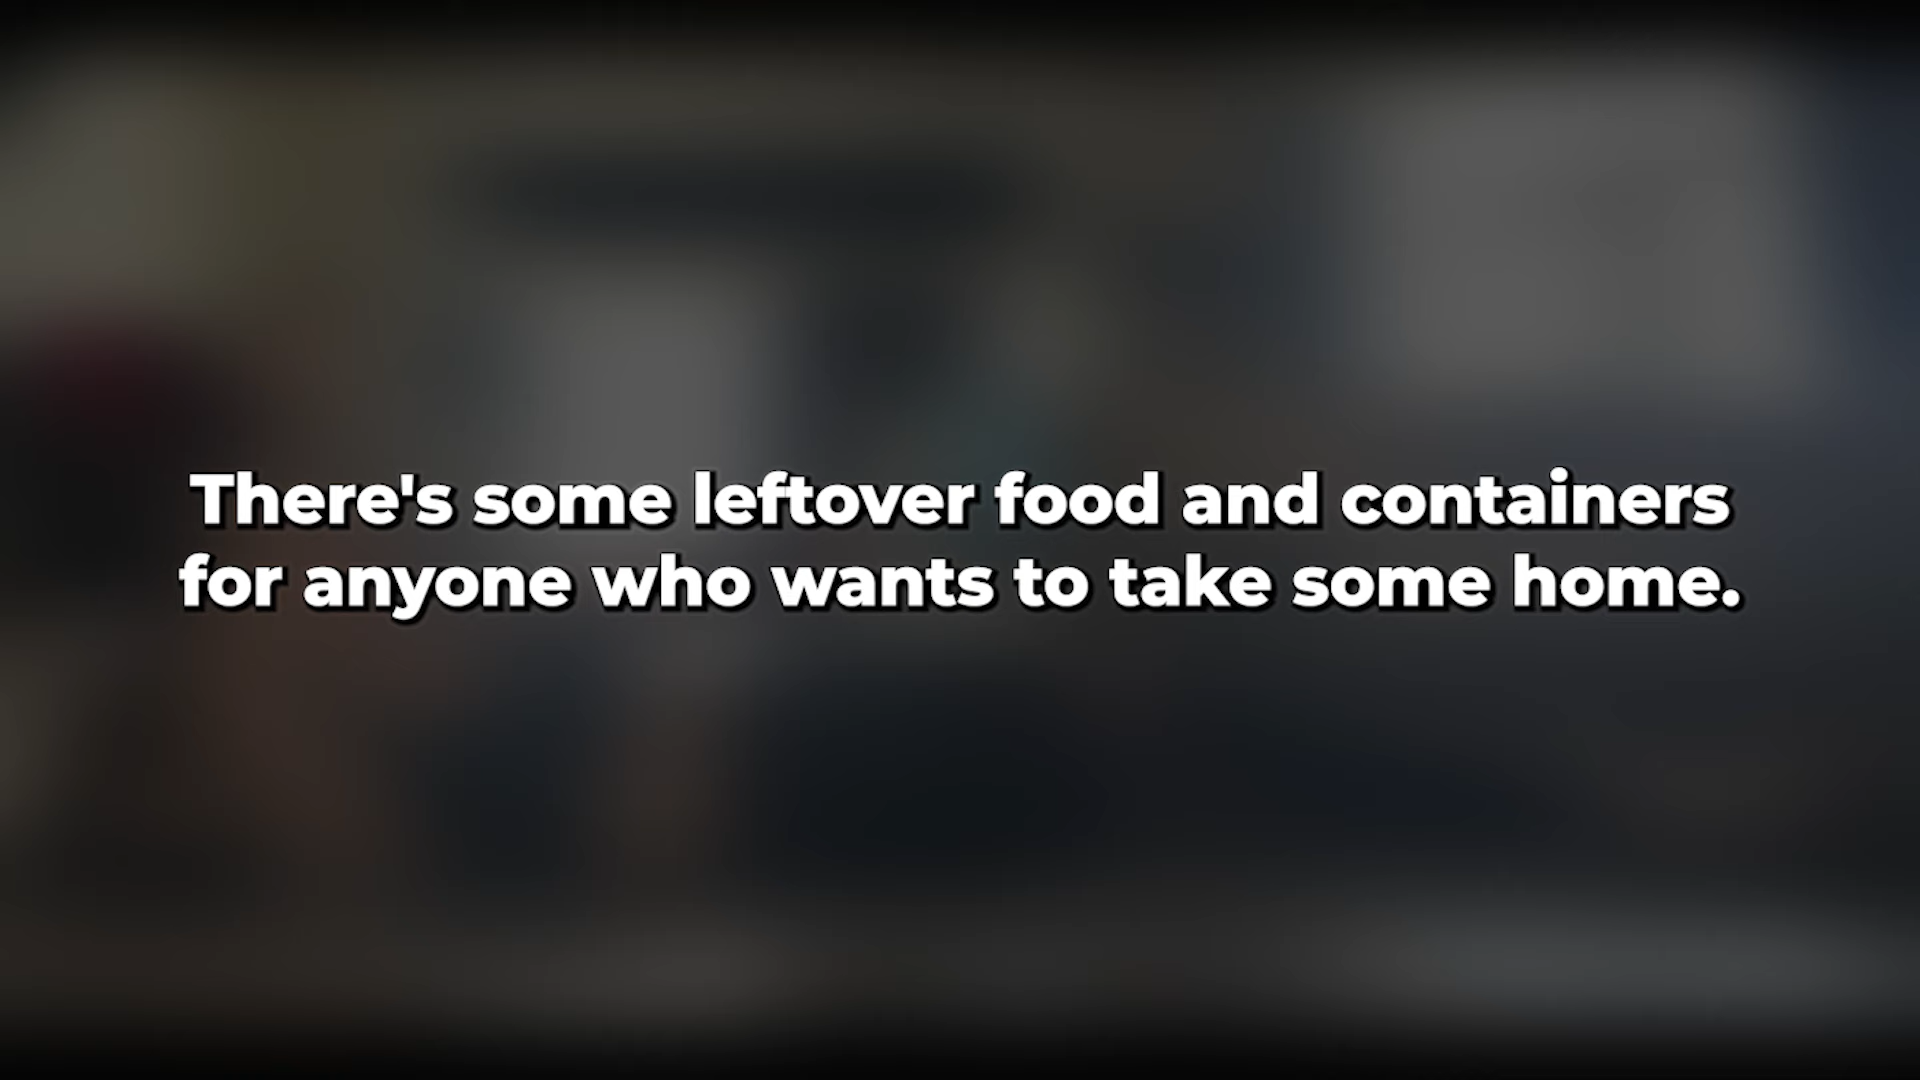 There's some leftover food and containers
for anyone who wants to take some home.